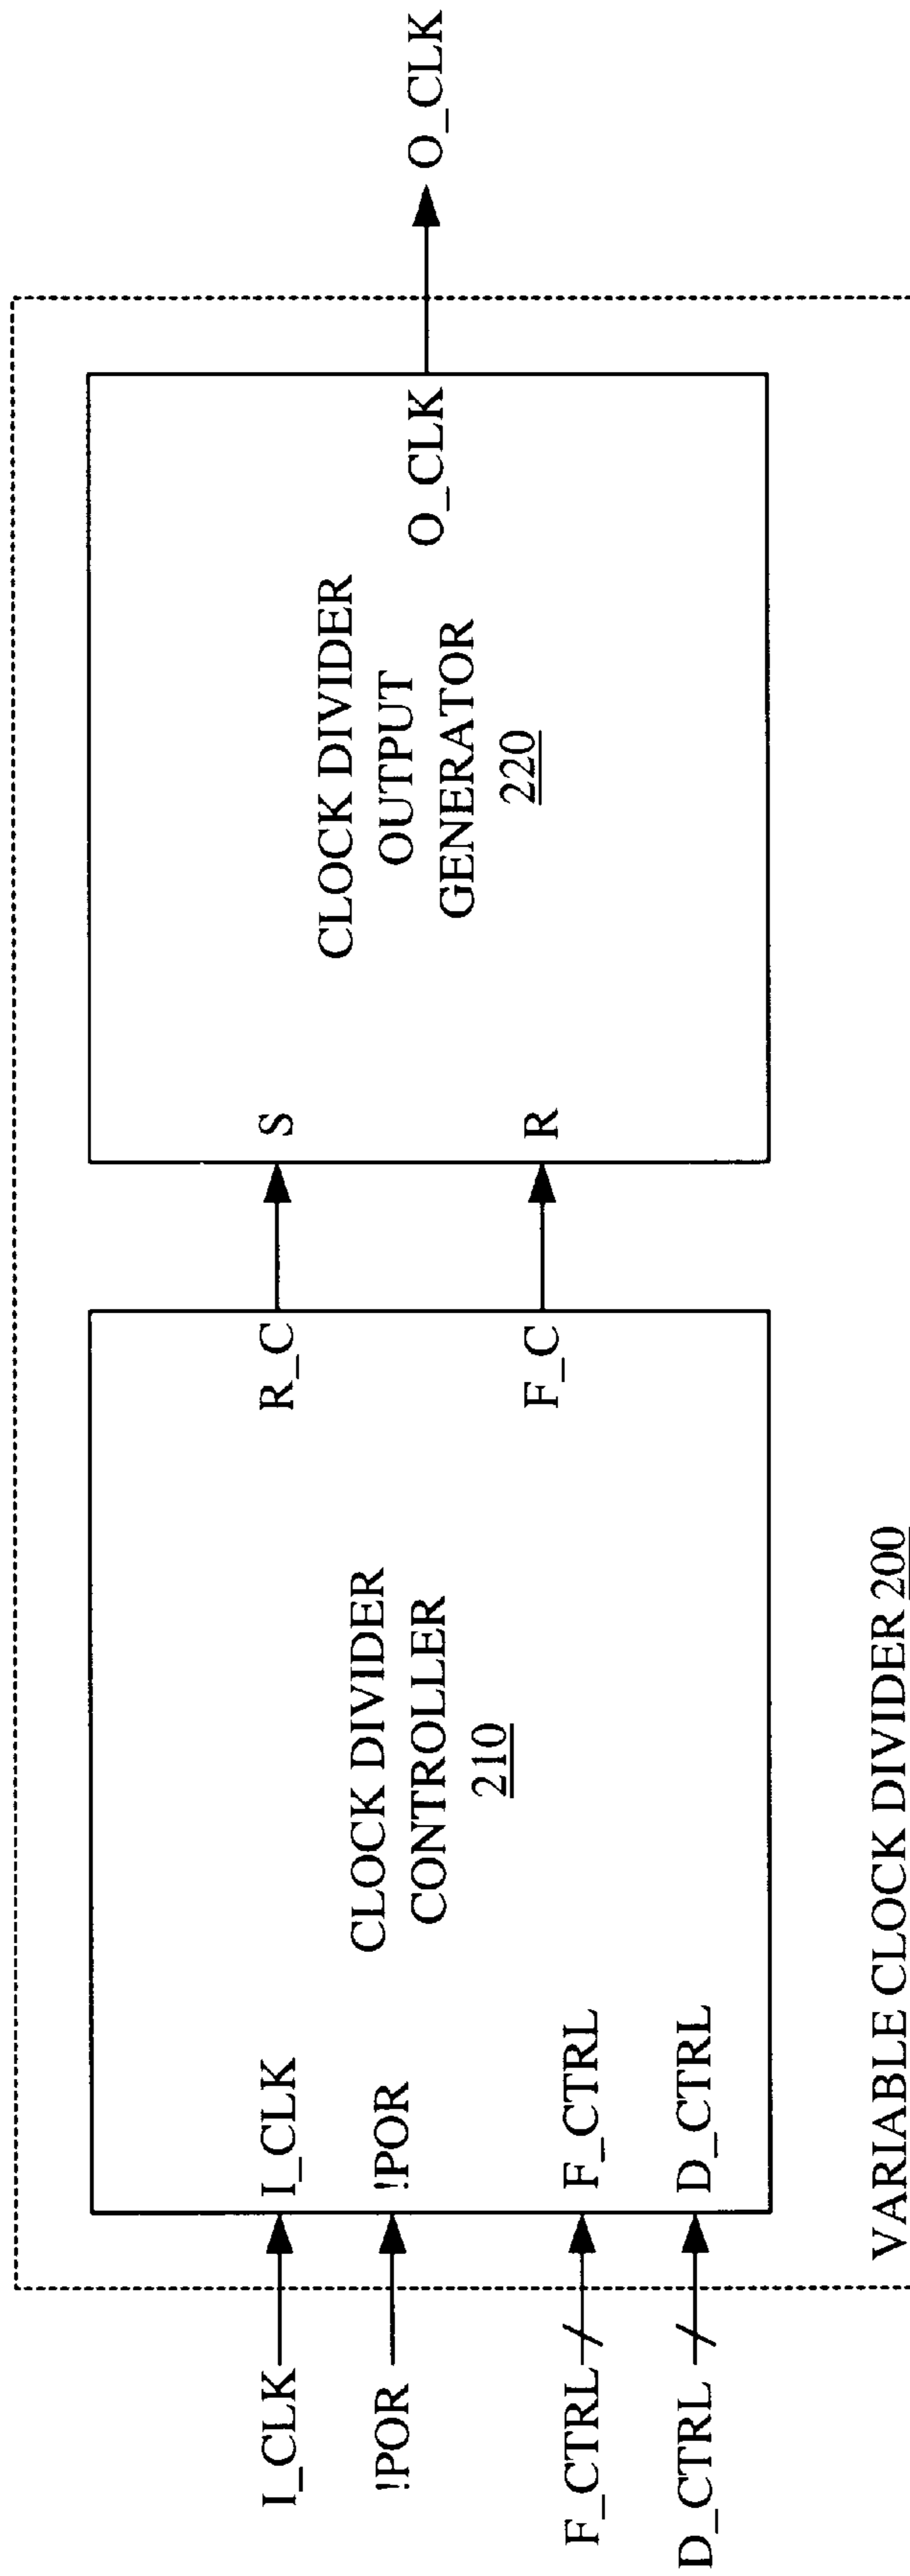 I_CLK
!POR
F_CTRL
D_CTRL
I_CLK
!POR
F_CTRL
D_CTRL
CLOCK DIVIDER
CONTROLLER
210
R_C
F_C
S
R
CLOCK DIVIDER
OUTPUT
GENERATOR
220
O_CLK
O_CLK
VARIABLE CLOCK DIVIDER 200